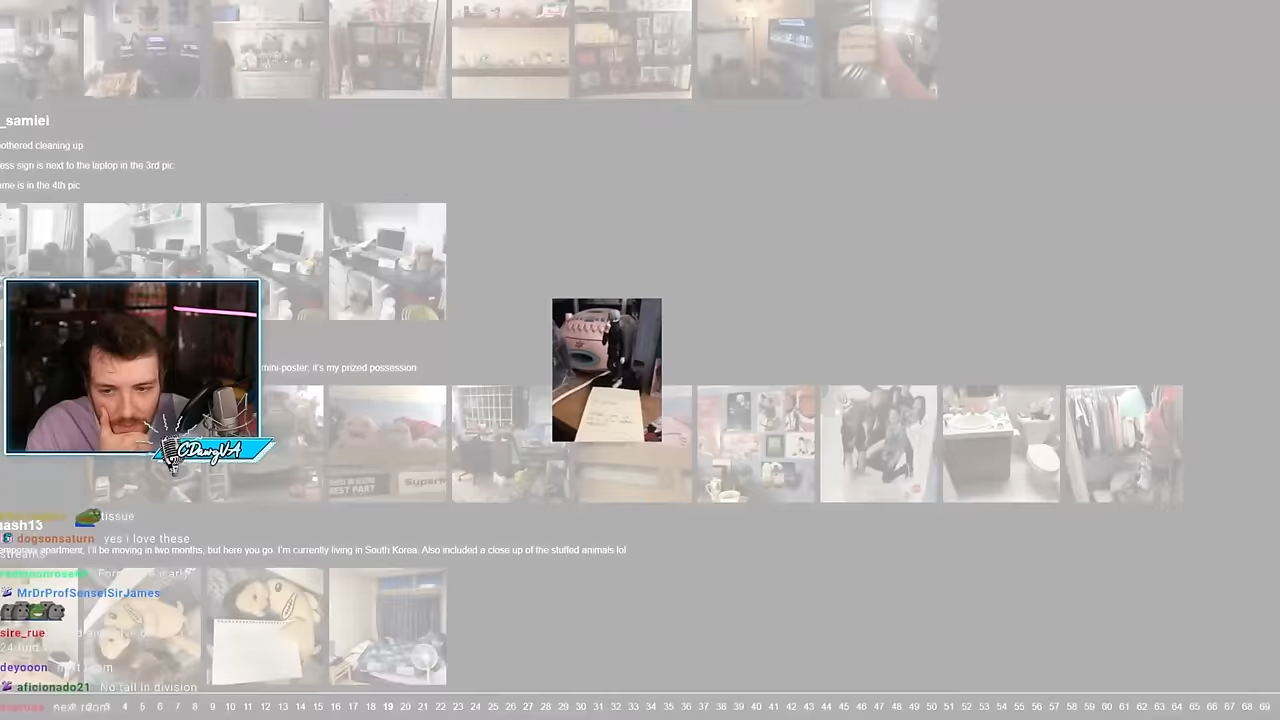 _samiei
othered cleaning up
ess sign is next to the laptop in the 3rd pic
me is in the 4th pic
mini-poster; it's my prized possession
REST PART
Super
CDawgVA
tissue
ash13
dogsonsaturn yes i love these
streams
apartment, I'll be moving in two months, but here you go. I'm currently living in South Korea. Also included a close up of the stuffed animals lol
MrDrProfSenseiSirJames
sire_rue
deyooon next room
aficionado21 No tail in division
next room
4 5 6 7 8 9 10 11 12 13 14 15 16 17 18 19 20 21 22 23 24 25 26 27 28 29 30 31 32 33 34 35 36 37 38 39 40 41 42 43 44 45 46 47 48 49 50 51 52 53 54 55 56 57 58 59 60 61 62 63 64 65 66 67 68 69